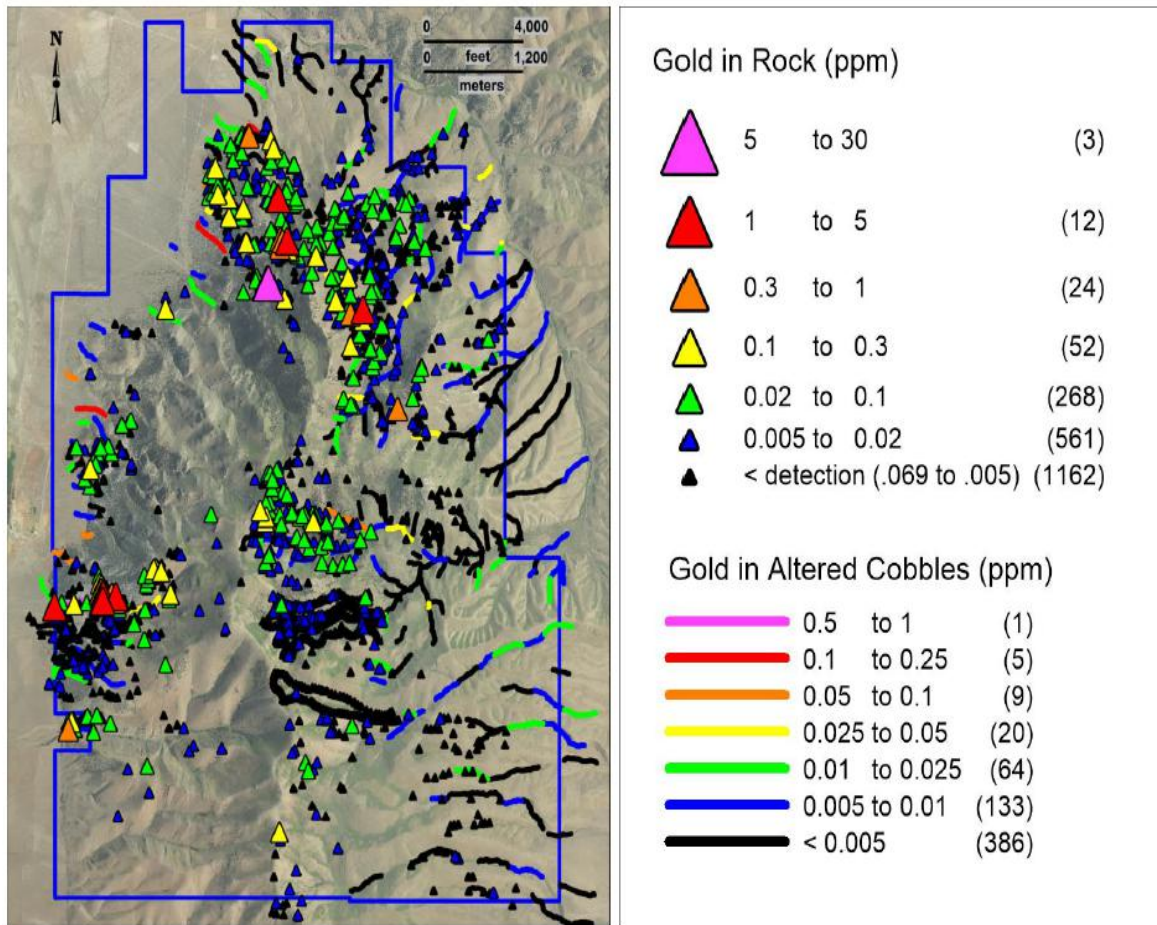 N
0 4,000
feet
0 1,200
meters
Gold in Rock (ppm)
5 to 30 (3)
1 to 5 (12)
0.3 to 1 (24)
0.1 to 0.3 (52)
0.02 to 0.1 (268)
0.005 to 0.02 (561)
< detection (.069 to .005) (1162)
Gold in Altered Cobbles (ppm)
0.5 to 1 (1)
0.1 to 0.25 (5)
0.05 to 0.1 (9)
0.025 to 0.05 (20)
0.01 to 0.025 (64)
0.005 to 0.01 (133)
< 0.005 (386)